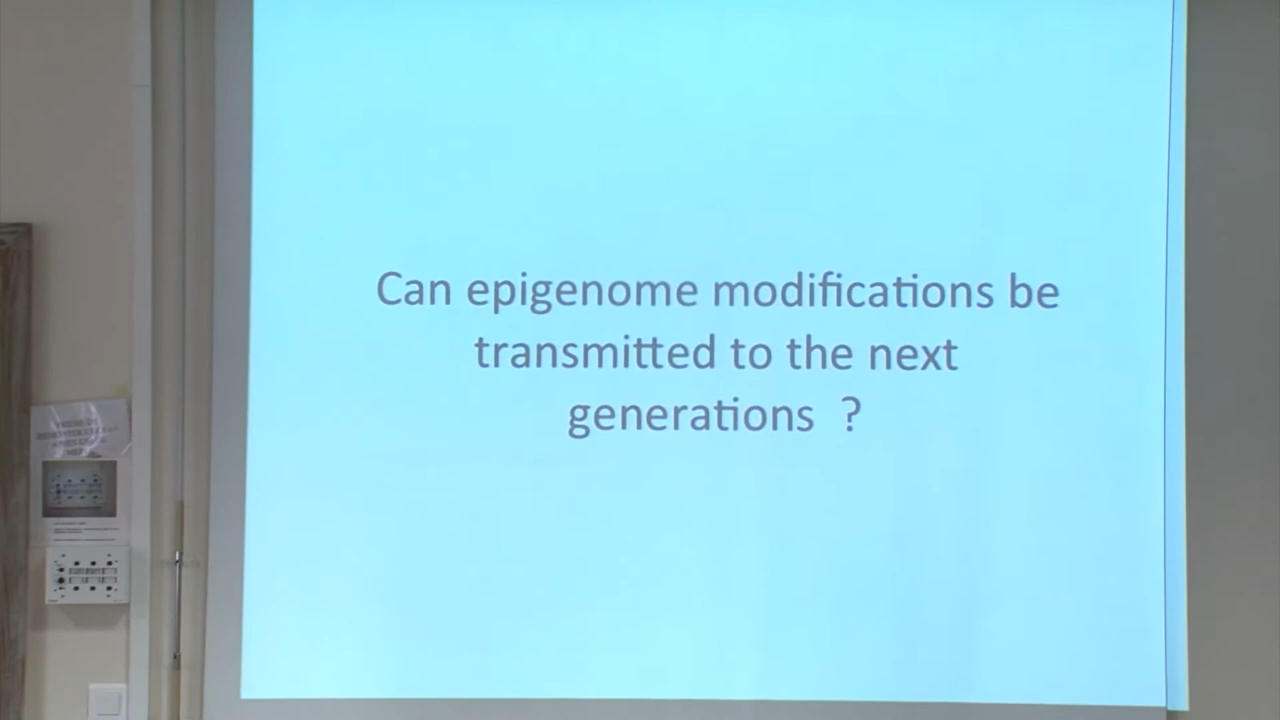 Can epigenome modifications be
transmitted to the next
generations ?